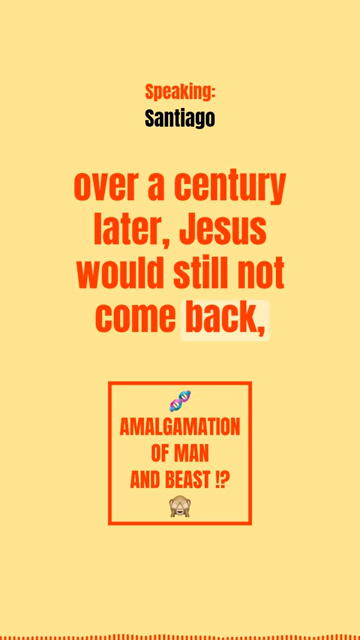 Speaking:
Santiago
over a century
later, Jesus
would still not
come back,
🧬
AMALGAMATION
OF MAN
AND BEAST !?
🙈